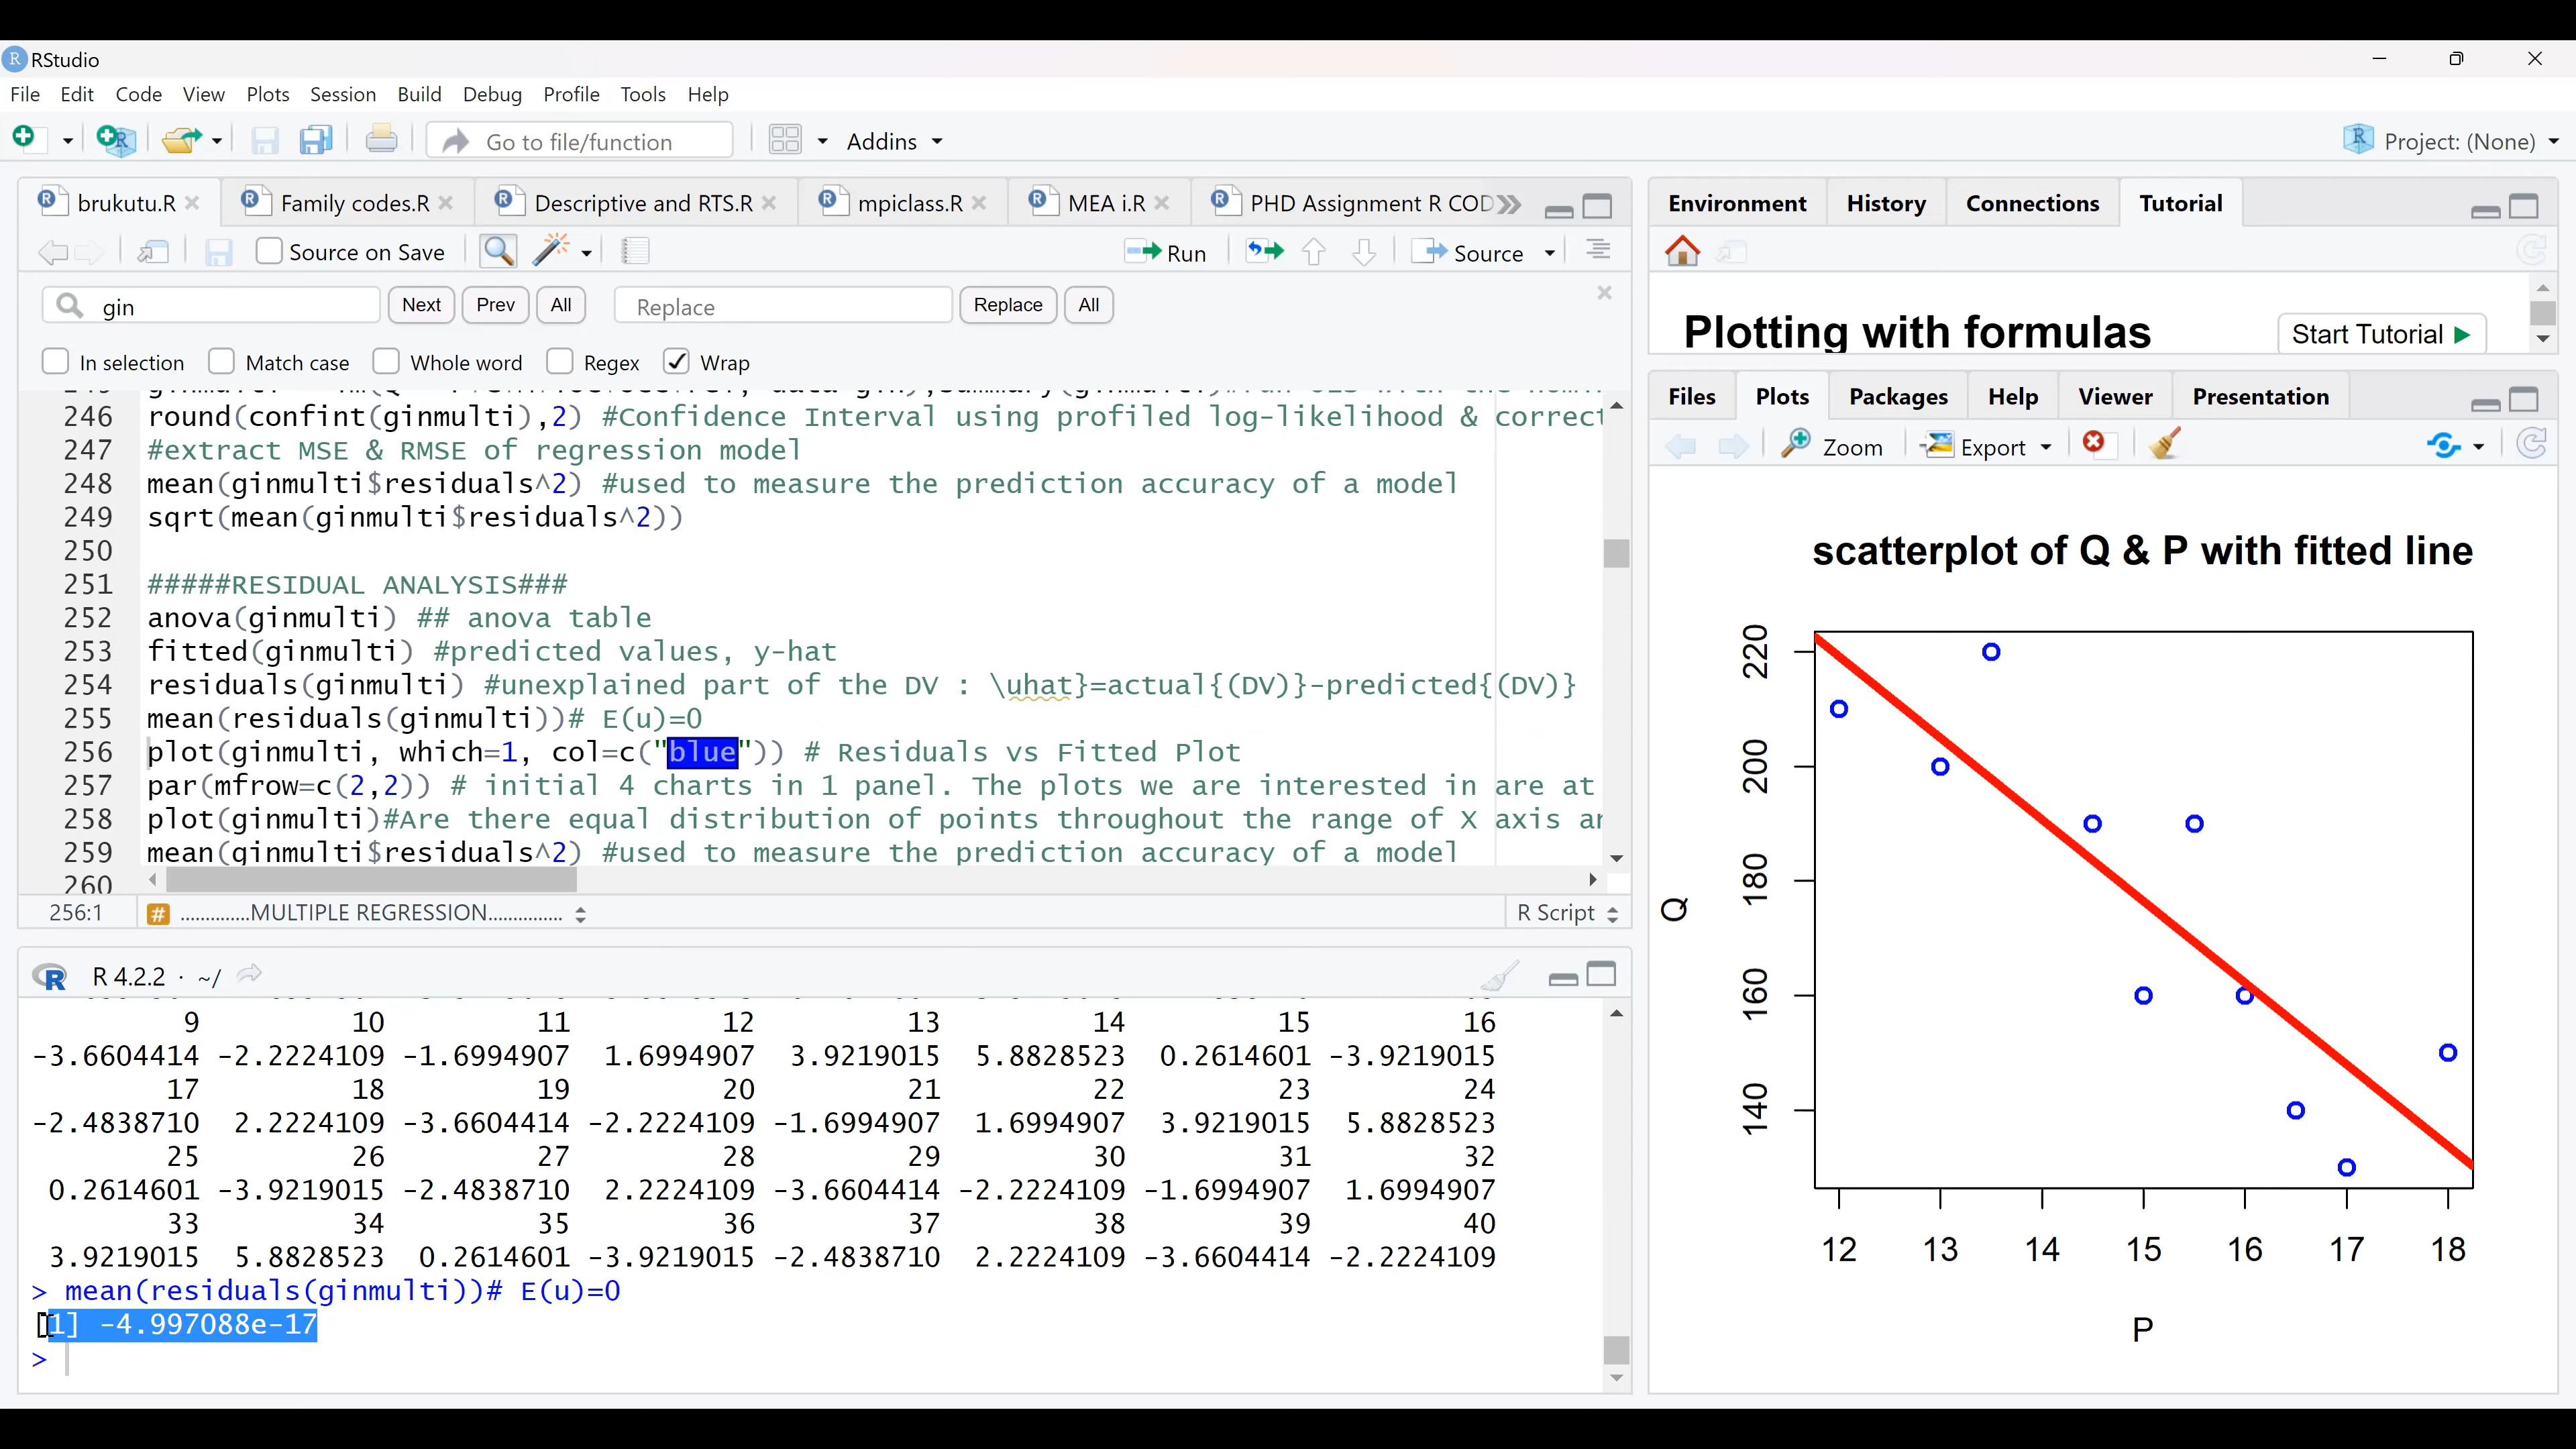 RStudio
File Edit Code View Plots Session Build Debug Profile Tools Help
Go to file/function Addins Project: (None)
brukutu.R Family codes.R Descriptive and RTS.R mpiclass.R MEA i.R PHD Assignment R COD
Source on Save Run Source
gin Next Prev All Replace Replace All
In selection Match case Whole word Regex Wrap
246 round(confint(ginmulti),2) #Confidence Interval using profiled log-likelihood & correct
247 #extract MSE & RMSE of regression model
248 mean(ginmulti$residuals^2) #used to measure the prediction accuracy of a model
249 sqrt(mean(ginmulti$residuals^2))
250
251 #####RESIDUAL ANALYSIS###
252 anova(ginmulti) ## anova table
253 fitted(ginmulti) #predicted values, y-hat
254 residuals(ginmulti) #unexplained part of the DV : \uhat}=actual{(DV)}-predicted{(DV)}
255 mean(residuals(ginmulti))# E(u)=0
256 plot(ginmulti, which=1, col=c("blue")) # Residuals vs Fitted Plot
257 par(mfrow=c(2,2)) # initial 4 charts in 1 panel. The plots we are interested in are at
258 plot(ginmulti)#Are there equal distribution of points throughout the range of X axis
259 mean(ginmulti$residuals^2) #used to measure the prediction accuracy of a model
260
256:1 # ..............MULTIPLE REGRESSION............... R Script
R R 4.2.2 · ~/
9 10 11 12 13 14 15 16
-3.6604414 -2.2224109 -1.6994907 1.6994907 3.9219015 5.8828523 0.2614601 -3.9219015
17 18 19 20 21 22 23 24
-2.4838710 2.2224109 -3.6604414 -2.2224109 -1.6994907 1.6994907 3.9219015 5.8828523
25 26 27 28 29 30 31 32
0.2614601 -3.9219015 -2.4838710 2.2224109 -3.6604414 -2.2224109 -1.6994907 1.6994907
33 34 35 36 37 38 39 40
3.9219015 5.8828523 0.2614601 -3.9219015 -2.4838710 2.2224109 -3.6604414 -2.2224109
> mean(residuals(ginmulti))# E(u)=0
[1] -4.997088e-17
>
Environment History Connections Tutorial
Plotting with formulas Start Tutorial
Files Plots Packages Help Viewer Presentation
Zoom Export
scatterplot of Q & P with fitted line
220
200
180
160
140
Q
12 13 14 15 16 17 18
P